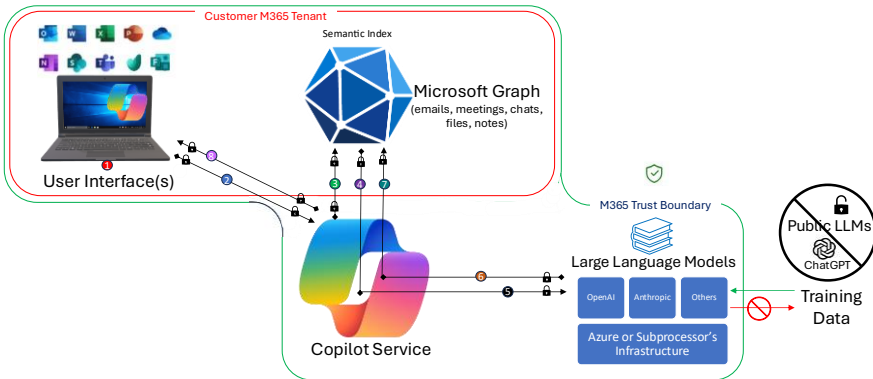 Customer M365 Tenant
Semantic Index
Microsoft Graph
(emails, meetings, chats,
files, notes)
1
User Interface(s)
8
2
3
4
7
M365 Trust Boundary
Large Language Models
OpenAI
Anthropic
Others
Azure or Subprocessor's
Infrastructure
6
5
Copilot Service
Public LLMs
ChatGPT
Training
Data